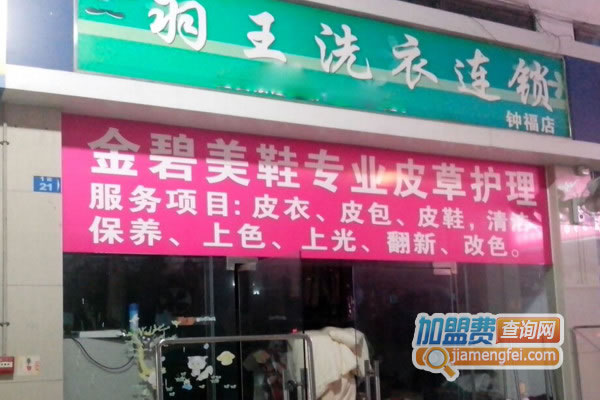 羽王洗衣连锁
钟福店
金碧美鞋专业皮草护理
服务项目:皮衣、皮包、皮鞋,清洗、
保养、上色、上光、翻新、改色。
21
加盟费查询网
jiamengfei.com